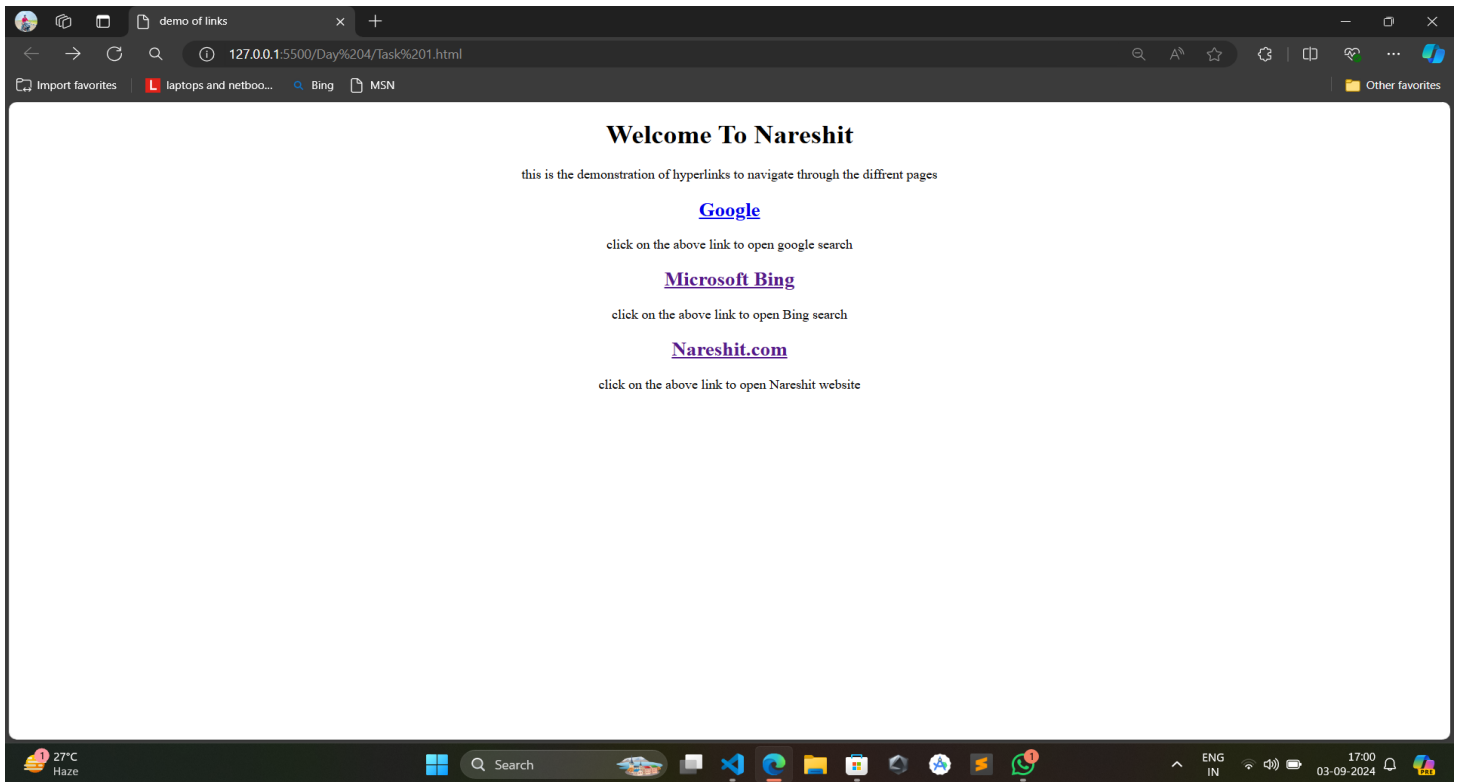 demo of links
127.0.0.1:5500/Day%204/Task%201.html
Import favorites
L laptops and netboo...
Bing
MSN
Other favorites
Welcome To Nareshit
this is the demonstration of hyperlinks to navigate through the diffrent pages
Google
click on the above link to open google search
Microsoft Bing
click on the above link to open Bing search
Nareshit.com
click on the above link to open Nareshit website
1
27°C
Haze
Search
1
ENG
IN
17:00
03-09-2024
PRE